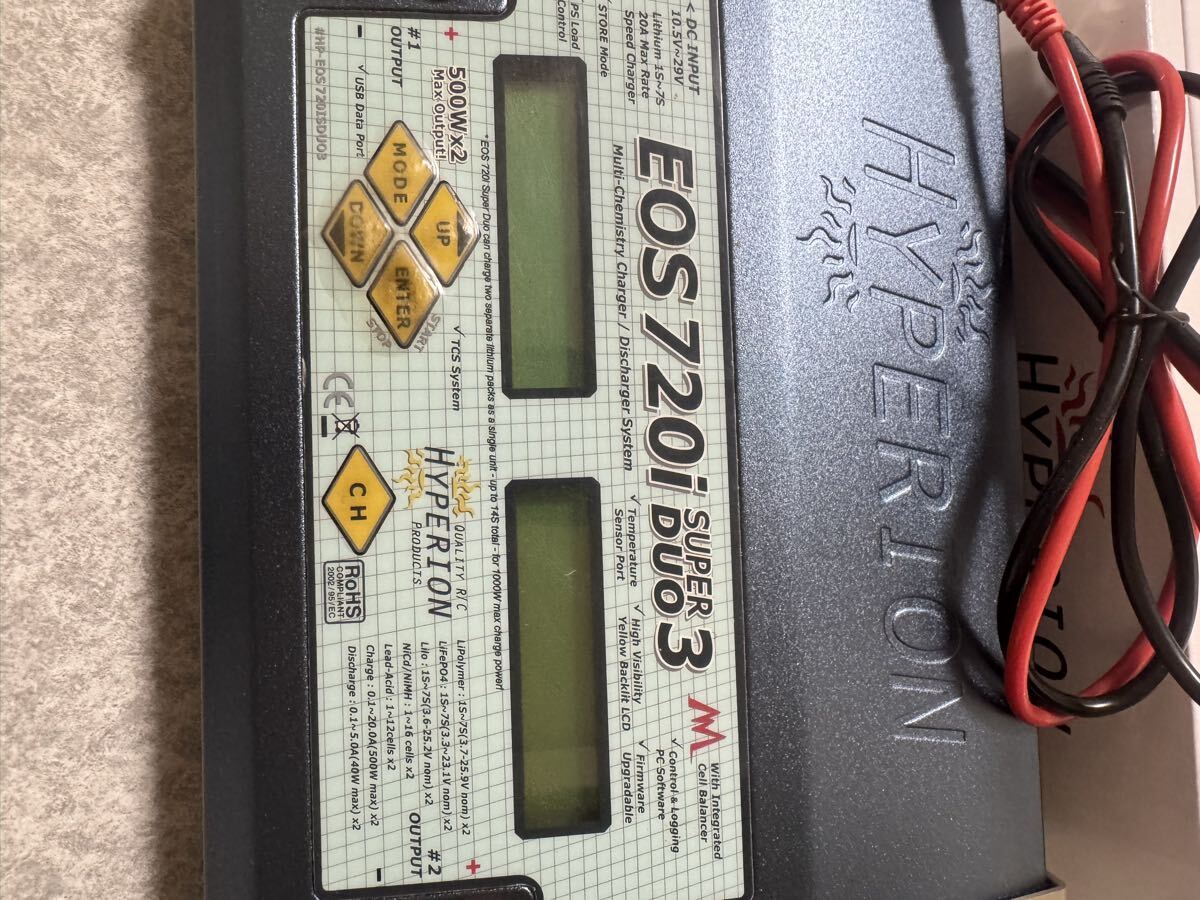 HYPERION
HYPERION
< DC INPUT
10.5V~29V
Lithium 1S~7S
20A Max Rate
Speed Charger
STORE Mode
PS Load
Control
EOS 720i SUPER DUO 3
Multi-Chemistry Charger / Discharger System
With Integrated
Cell Balancer
√ Control & Logging
PC Software
√ Firmware
Upgradable
√ High Visibility
Yellow Backlit LCD
√ Temperature
Sensor Port
*EOS 720i Super Duo can charge two separate lithium packs as a single unit - up to 14S total - for 1000W max charge power!
+
500W x2
Max Output!
#1
OUTPUT
-
√ USB Data Port
#HP-EOS720ISDUO3
MODE
UP
DOWN
ENTER
START
STOP
√ TCS System
CE
QUALITY R/C
HYPERION
PRODUCTS
CH
RoHS
COMPLIANT
2002/95/EC
LiPolymer : 1S~7S(3.7-25.9V nom) x2
LiFePO4 : 1S~7S(3.3~23.1V nom) x2
LiIo : 1S~7S(3.6-25.2V nom) x2
NiCd/NiMH : 1~16 cells x2
Lead-Acid : 1~12cells x2
Charge : 0.1~20.0A(500W max) x2
Discharge : 0.1~5.0A(40W max) x2
+
#2
OUTPUT
-